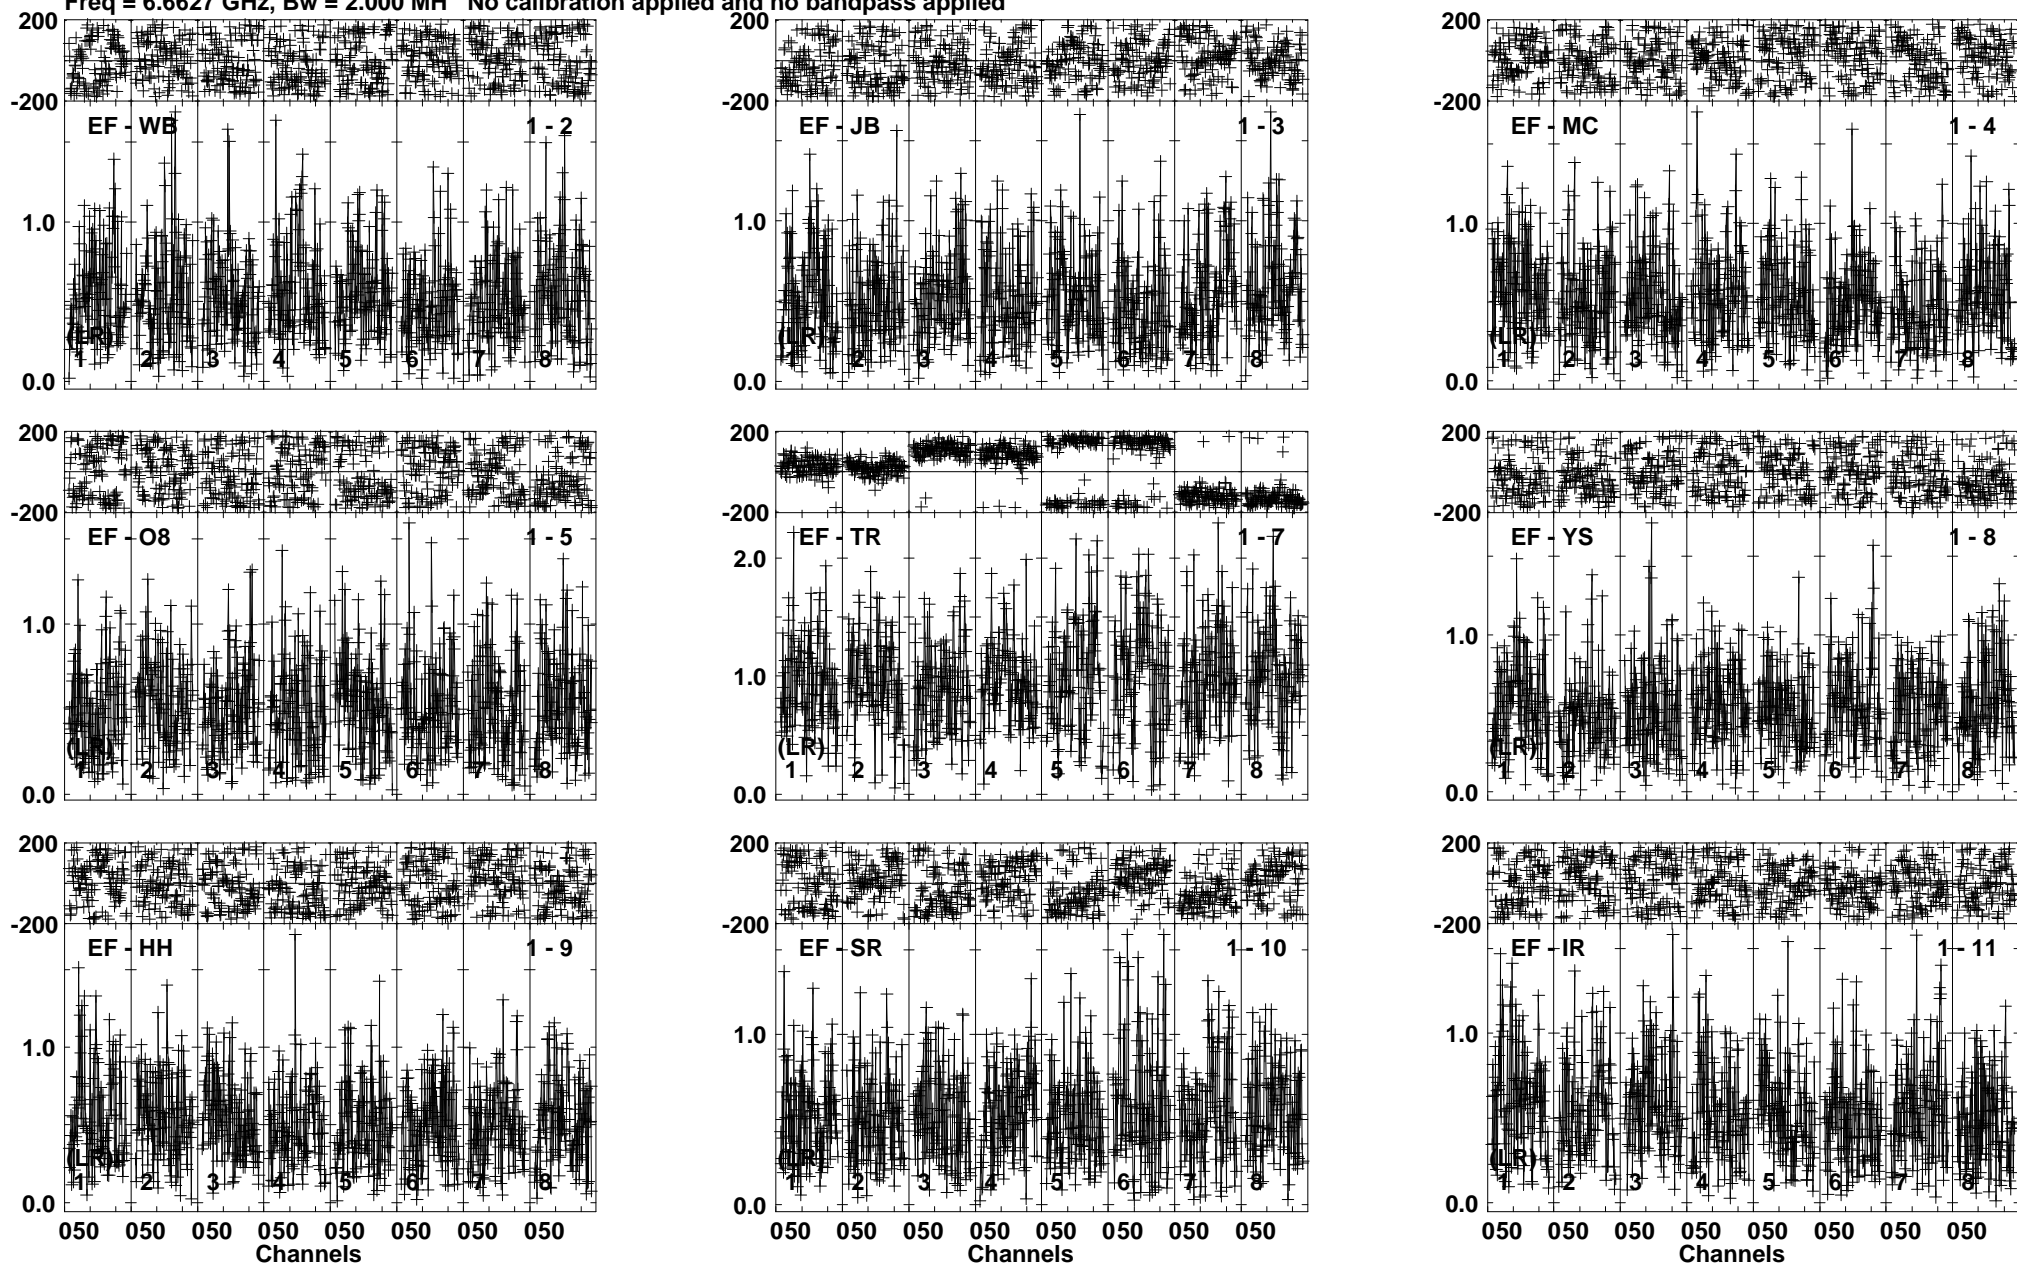 Freq = 6.6627 GHz, Bw = 2.000 MH No calibration applied and no bandpass applied
200 200 200
-200 -200 -200
EF - WB 1 - 2 EF - JB 1 - 3 EF - MC 1 - 4
1.0 1.0 1.0
(LR) (LR) (LR)
1 2 3 4 5 6 7 8 1 2 3 4 5 6 7 8 1 2 3 4 5 6 7 8
0.0 0.0 0.0
200 200 200
-200 -200 -200
EF - O8 1 - 5 EF - TR 1 - 7 EF - YS 1 - 8
2.0
1.0 1.0 1.0
(LR) (LR) (LR)
1 2 3 4 5 6 7 8 1 2 3 4 5 6 7 8 1 2 3 4 5 6 7 8
0.0 0.0 0.0
200 200 200
-200 -200 -200
EF - HH 1 - 9 EF - SR 1 - 10 EF - IR 1 - 11
1.0 1.0 1.0
(LR) (LR) (LR)
1 2 3 4 5 6 7 8 1 2 3 4 5 6 7 8 1 2 3 4 5 6 7 8
0.0 0.0 0.0
050 050 050 050 050 050 050 050 050 050 050 050 050 050 050 050 050 050 050 050 050 050 050 050
Channels Channels Channels